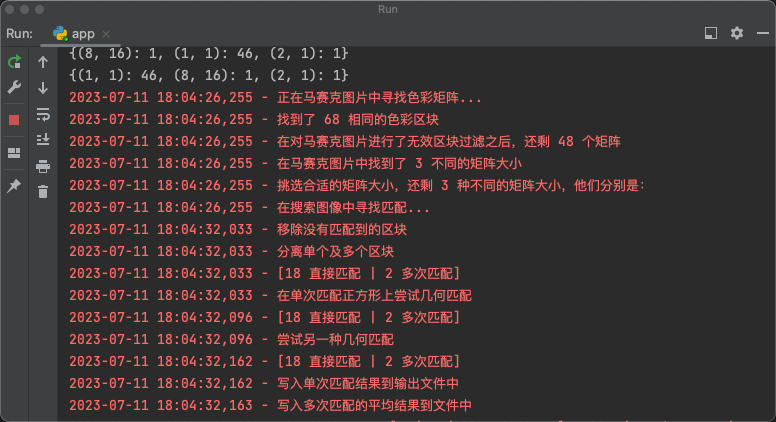 Run
Run:
app
{(8, 16): 1, (1, 1): 46, (2, 1): 1}
{(1, 1): 46, (8, 16): 1, (2, 1): 1}
2023-07-11 18:04:26,255 - 正在马赛克图片中寻找色彩矩阵...
2023-07-11 18:04:26,255 - 找到了 68 相同的色彩区块
2023-07-11 18:04:26,255 - 在对马赛克图片进行了无效区块过滤之后，还剩 48 个矩阵
2023-07-11 18:04:26,255 - 在马赛克图片中找到了 3 不同的矩阵大小
2023-07-11 18:04:26,255 - 挑选合适的矩阵大小，还剩 3 种不同的矩阵大小，他们分别是：
2023-07-11 18:04:26,255 - 在搜索图像中寻找匹配...
2023-07-11 18:04:32,033 - 移除没有匹配到的区块
2023-07-11 18:04:32,033 - 分离单个及多个区块
2023-07-11 18:04:32,033 - [18 直接匹配 | 2 多次匹配]
2023-07-11 18:04:32,033 - 在单次匹配正方形上尝试几何匹配
2023-07-11 18:04:32,096 - [18 直接匹配 | 2 多次匹配]
2023-07-11 18:04:32,096 - 尝试另一种几何匹配
2023-07-11 18:04:32,162 - [18 直接匹配 | 2 多次匹配]
2023-07-11 18:04:32,162 - 写入单次匹配结果到输出文件中
2023-07-11 18:04:32,163 - 写入多次匹配的平均结果到文件中